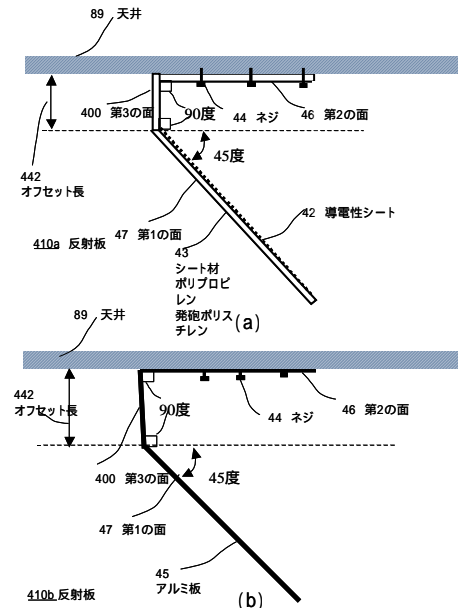 89 天井
400 第3の面
90度
44 ネジ
46 第2の面
45度
442
オフセット長
47 第1の面
42 導電性シート
410a 反射板
43
シート材
ポリプロピ
レン
発砲ポリス
チレン
(a)
89 天井
442
オフセット長
90度
44 ネジ
46 第2の面
400 第3の面
45度
47 第1の面
45
アルミ板
410b 反射板
(b)